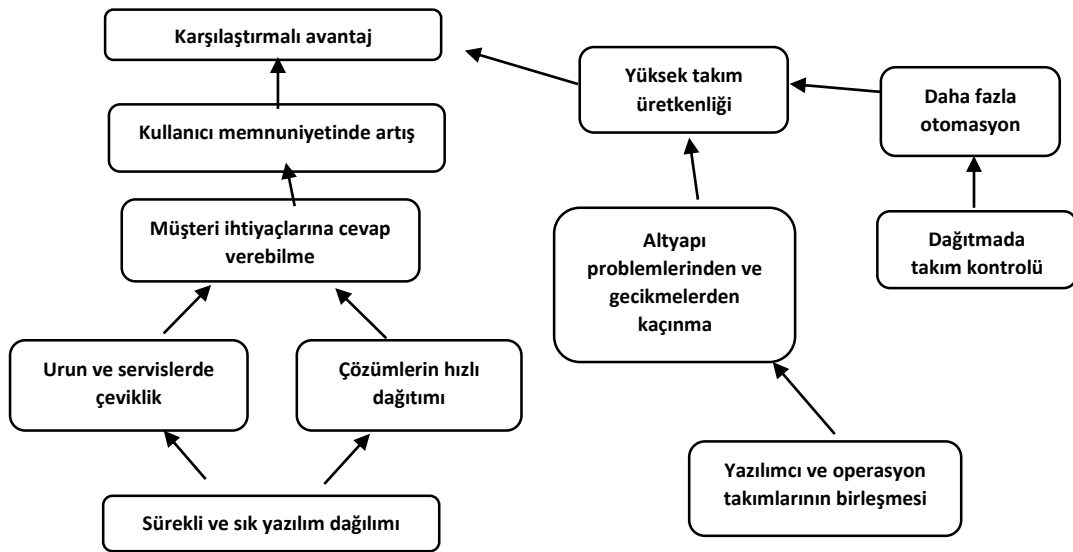 Karşılaştırmalı avantaj
Yüksek takım
üretkenliği
Daha fazla
otomasyon
Kullanıcı memnuniyetinde artış
Müşteri ihtiyaçlarına cevap
verebilme
Altyapı
problemlerinden ve
gecikmelerden
kaçınma
Dağıtmada
takım kontrolü
Urun ve servislerde
çeviklik
Çözümlerin hızlı
dağıtımı
Yazılımcı ve operasyon
takımlarının birleşmesi
Sürekli ve sık yazılım dağılımı